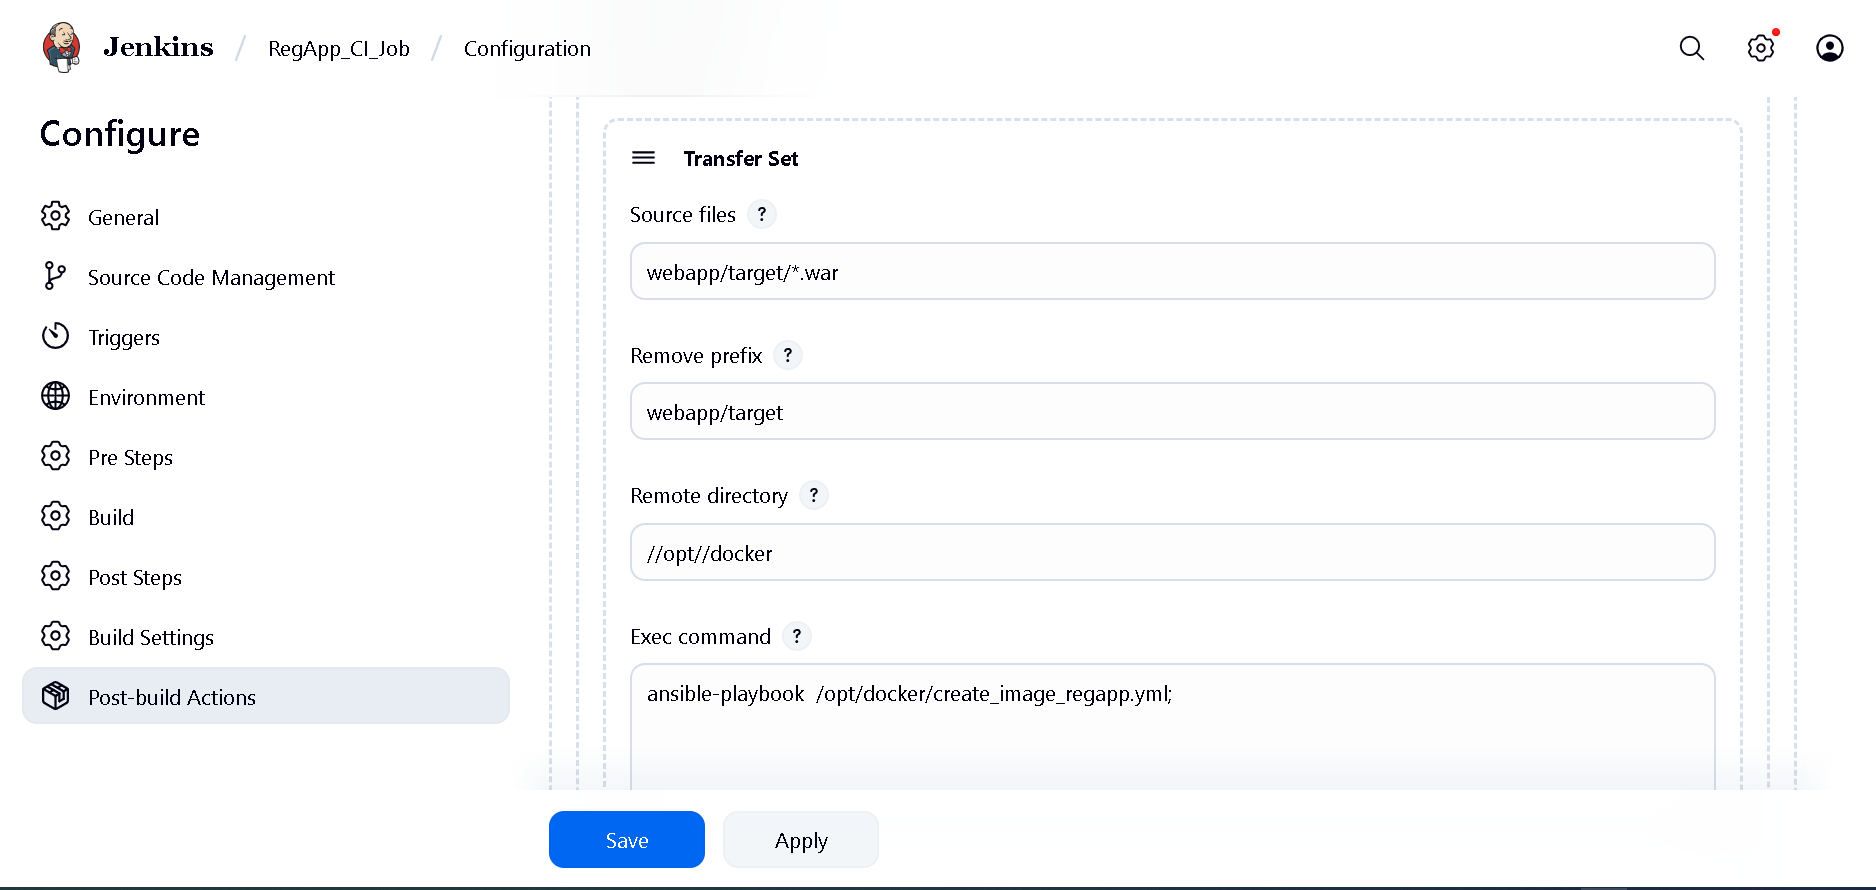 Jenkins / RegApp_CI_Job / Configuration
Configure
General
Source Code Management
Triggers
Environment
Pre Steps
Build
Post Steps
Build Settings
Post-build Actions
Transfer Set
Source files ?
webapp/target/*.war
Remove prefix ?
webapp/target
Remote directory ?
//opt//docker
Exec command ?
ansible-playbook  /opt/docker/create_image_regapp.yml;
Save
Apply